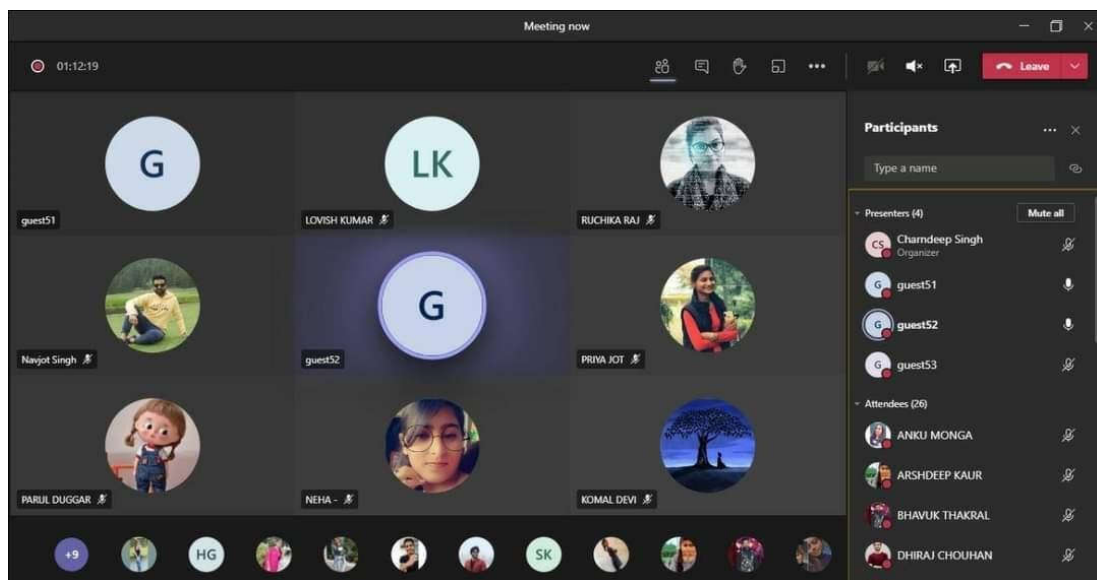 Meeting now
01:12:19
Leave
G
guest51
LK
LOVISH KUMAR
RUCHIKA RAJ
Navjot Singh
G
guest52
PRIYA JOT
PARUL DUGGAR
NEHA -
KOMAL DEVI
+9
HG
SK
Participants
Type a name
Presenters (4)
Mute all
CS
Charndeep Singh
Organizer
G
guest51
G
guest52
G
guest53
Attendees (26)
ANKU MONGA
ARSHDEEP KAUR
BHAVUK THAKRAL
DHIRAJ CHOUHAN